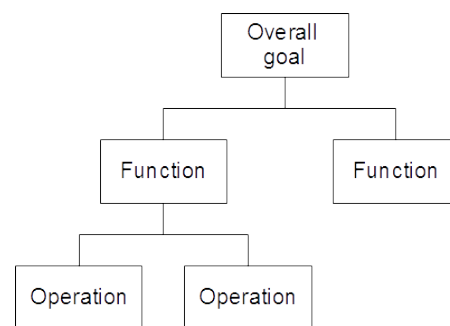 Overall
goal
Function
Function
Operation
Operation